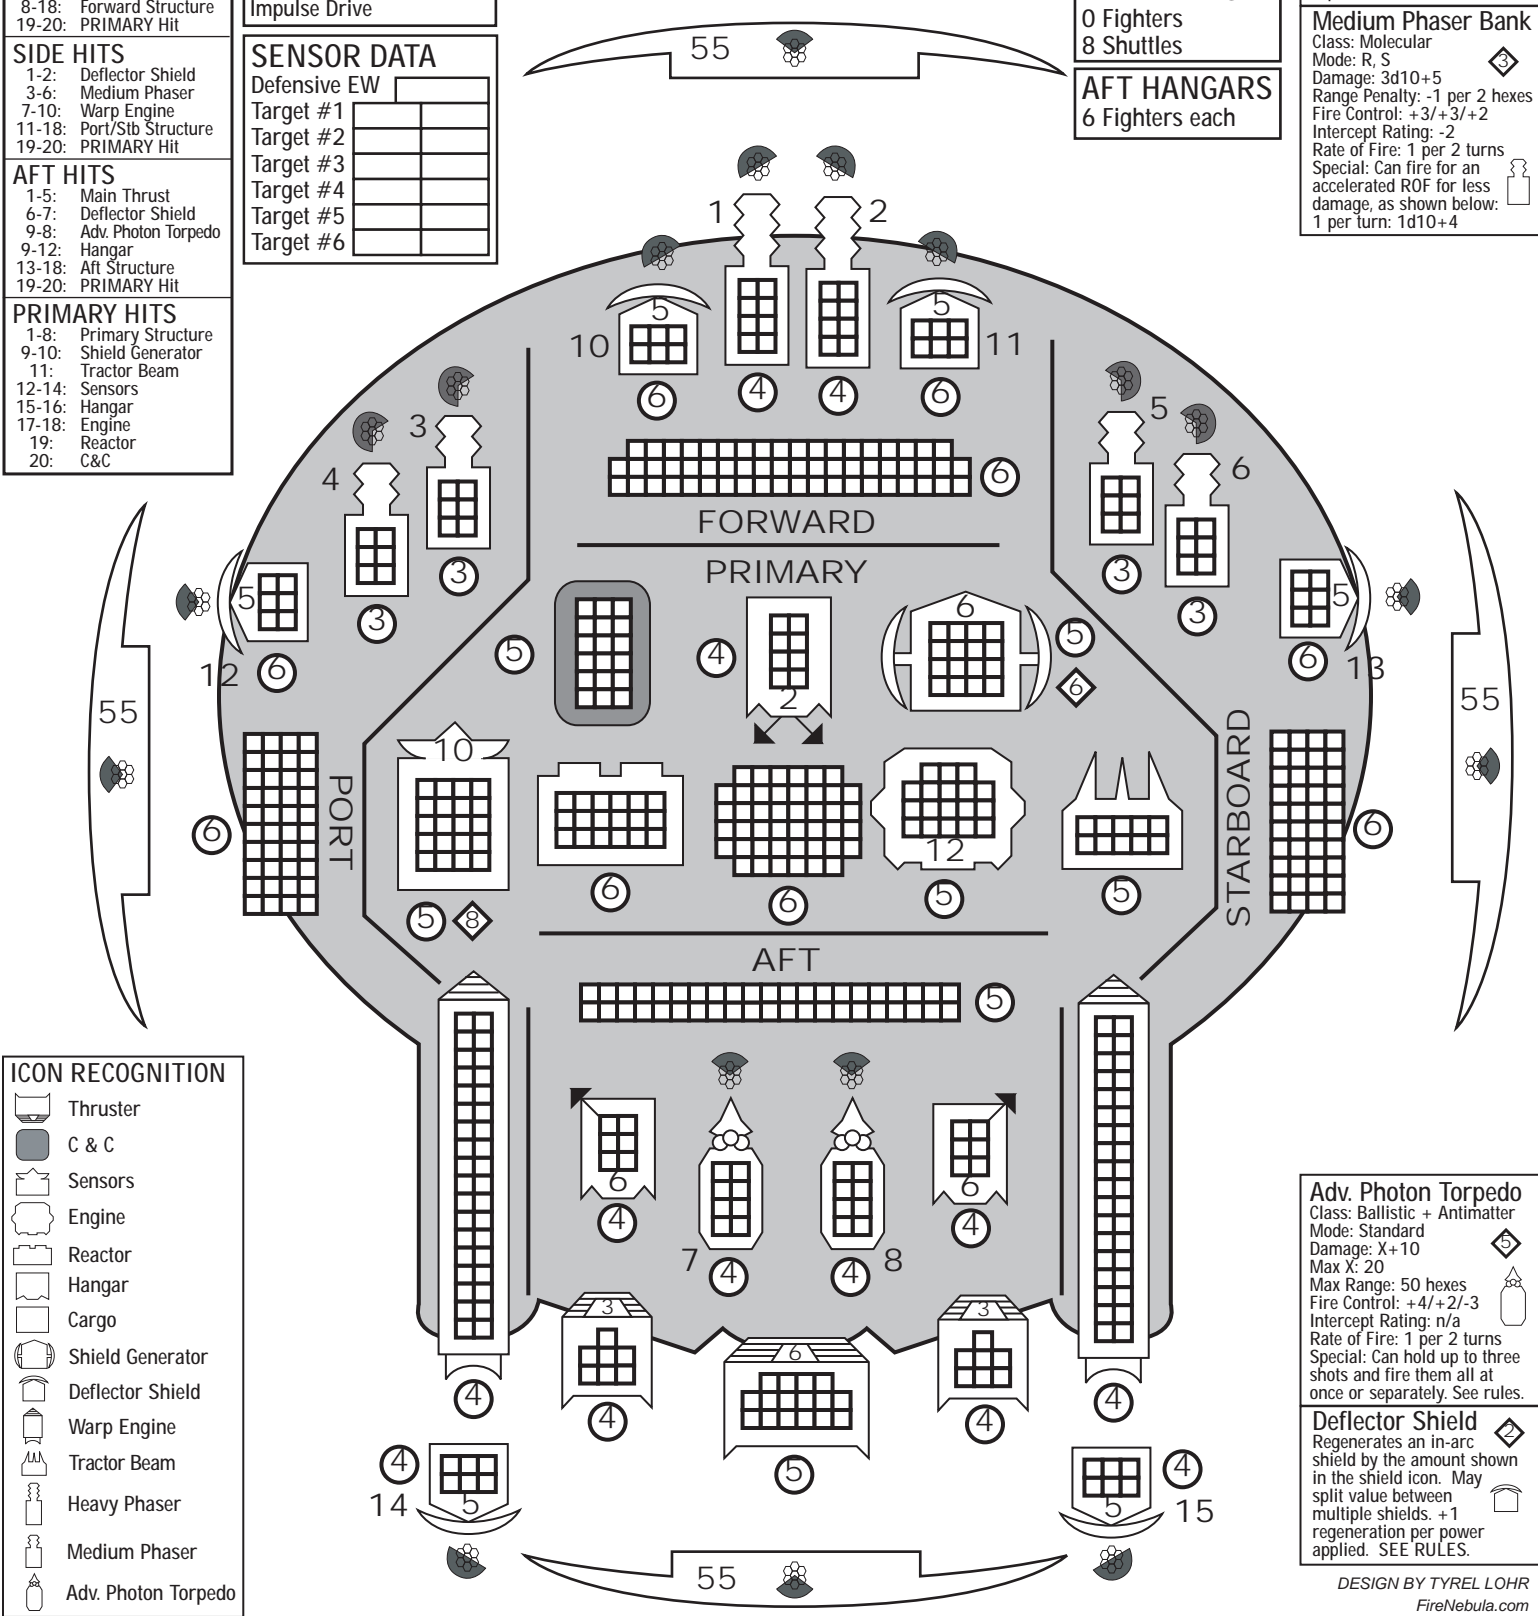 8-18: Forward Structure
19-20: PRIMARY Hit
SIDE HITS
1-2: Deflector Shield
3-6: Medium Phaser
7-10: Warp Engine
11-18: Port/Stb Structure
19-20: PRIMARY Hit
AFT HITS
1-5: Main Thrust
6-7: Deflector Shield
9-8: Adv. Photon Torpedo
9-12: Hangar
13-18: Aft Structure
19-20: PRIMARY Hit
PRIMARY HITS
1-8: Primary Structure
9-10: Shield Generator
11: Tractor Beam
12-14: Sensors
15-16: Hangar
17-18: Engine
19: Reactor
20: C&C
Impulse Drive
SENSOR DATA
Defensive EW
Target #1
Target #2
Target #3
Target #4
Target #5
Target #6
0 Fighters
8 Shuttles
AFT HANGARS
6 Fighters each
Medium Phaser Bank
Class: Molecular
Mode: R, S
3
Damage: 3d10+5
Range Penalty: -1 per 2 hexes
Fire Control: +3/+3/+2
Intercept Rating: -2
Rate of Fire: 1 per 2 turns
Special: Can fire for an
accelerated ROF for less
damage, as shown below:
1 per turn: 1d10+4
55
1
2
10
5
5
11
6
4
4
6
3
4
5
6
6
FORWARD
3
3
3
3
PRIMARY
5
12
6
5
6
13
5
4
2
6
5
6
55
55
10
PORT
STARBOARD
6
6
12
5
8
6
6
5
5
AFT
5
6
4
6
4
7
4
4
8
3
4
6
5
3
4
4
4
4
14
5
4
15
5
55
ICON RECOGNITION
Thruster
C & C
Sensors
Engine
Reactor
Hangar
Cargo
Shield Generator
Deflector Shield
Warp Engine
Tractor Beam
Heavy Phaser
Medium Phaser
Adv. Photon Torpedo
Adv. Photon Torpedo
Class: Ballistic + Antimatter
Mode: Standard
Damage: X+10
5
Max X: 20
Max Range: 50 hexes
Fire Control: +4/+2/-3
Intercept Rating: n/a
Rate of Fire: 1 per 2 turns
Special: Can hold up to three
shots and fire them all at
once or separately. See rules.
Deflector Shield
2
Regenerates an in-arc
shield by the amount shown
in the shield icon. May
split value between
multiple shields. +1
regeneration per power
applied. SEE RULES.
DESIGN BY TYREL LOHR
FireNebula.com